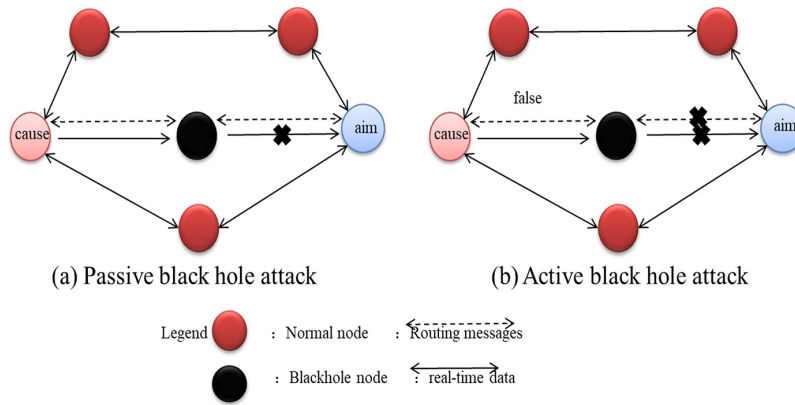 false
cause
aim
cause
aim
(a) Passive black hole attack
(b) Active black hole attack
Legend : Normal node : Routing messages
: Blackhole node : real-time data